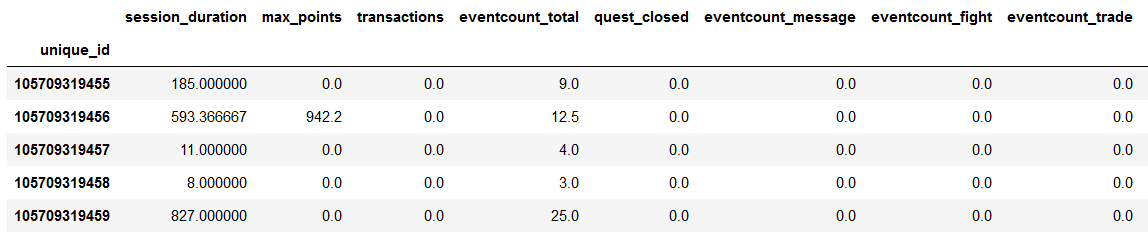 session_duration max_points transactions eventcount_total quest_closed eventcount_message eventcount_fight eventcount_trade
unique_id
105709319455 185.000000 0.0 0.0 9.0 0.0 0.0 0.0 0.0
105709319456 593.366667 942.2 0.0 12.5 0.0 0.0 0.0 0.0
105709319457 11.000000 0.0 0.0 4.0 0.0 0.0 0.0 0.0
105709319458 8.000000 0.0 0.0 3.0 0.0 0.0 0.0 0.0
105709319459 827.000000 0.0 0.0 25.0 0.0 0.0 0.0 0.0